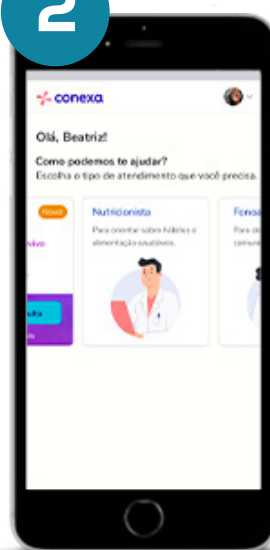 2
conexa
Olá, Beatriz!
Como podemos te ajudar?
Escolha o tipo de atendimento que você precisa.
Novo
Nutricionista
Para orientar sobre hábitos e
alimentação saudáveis.